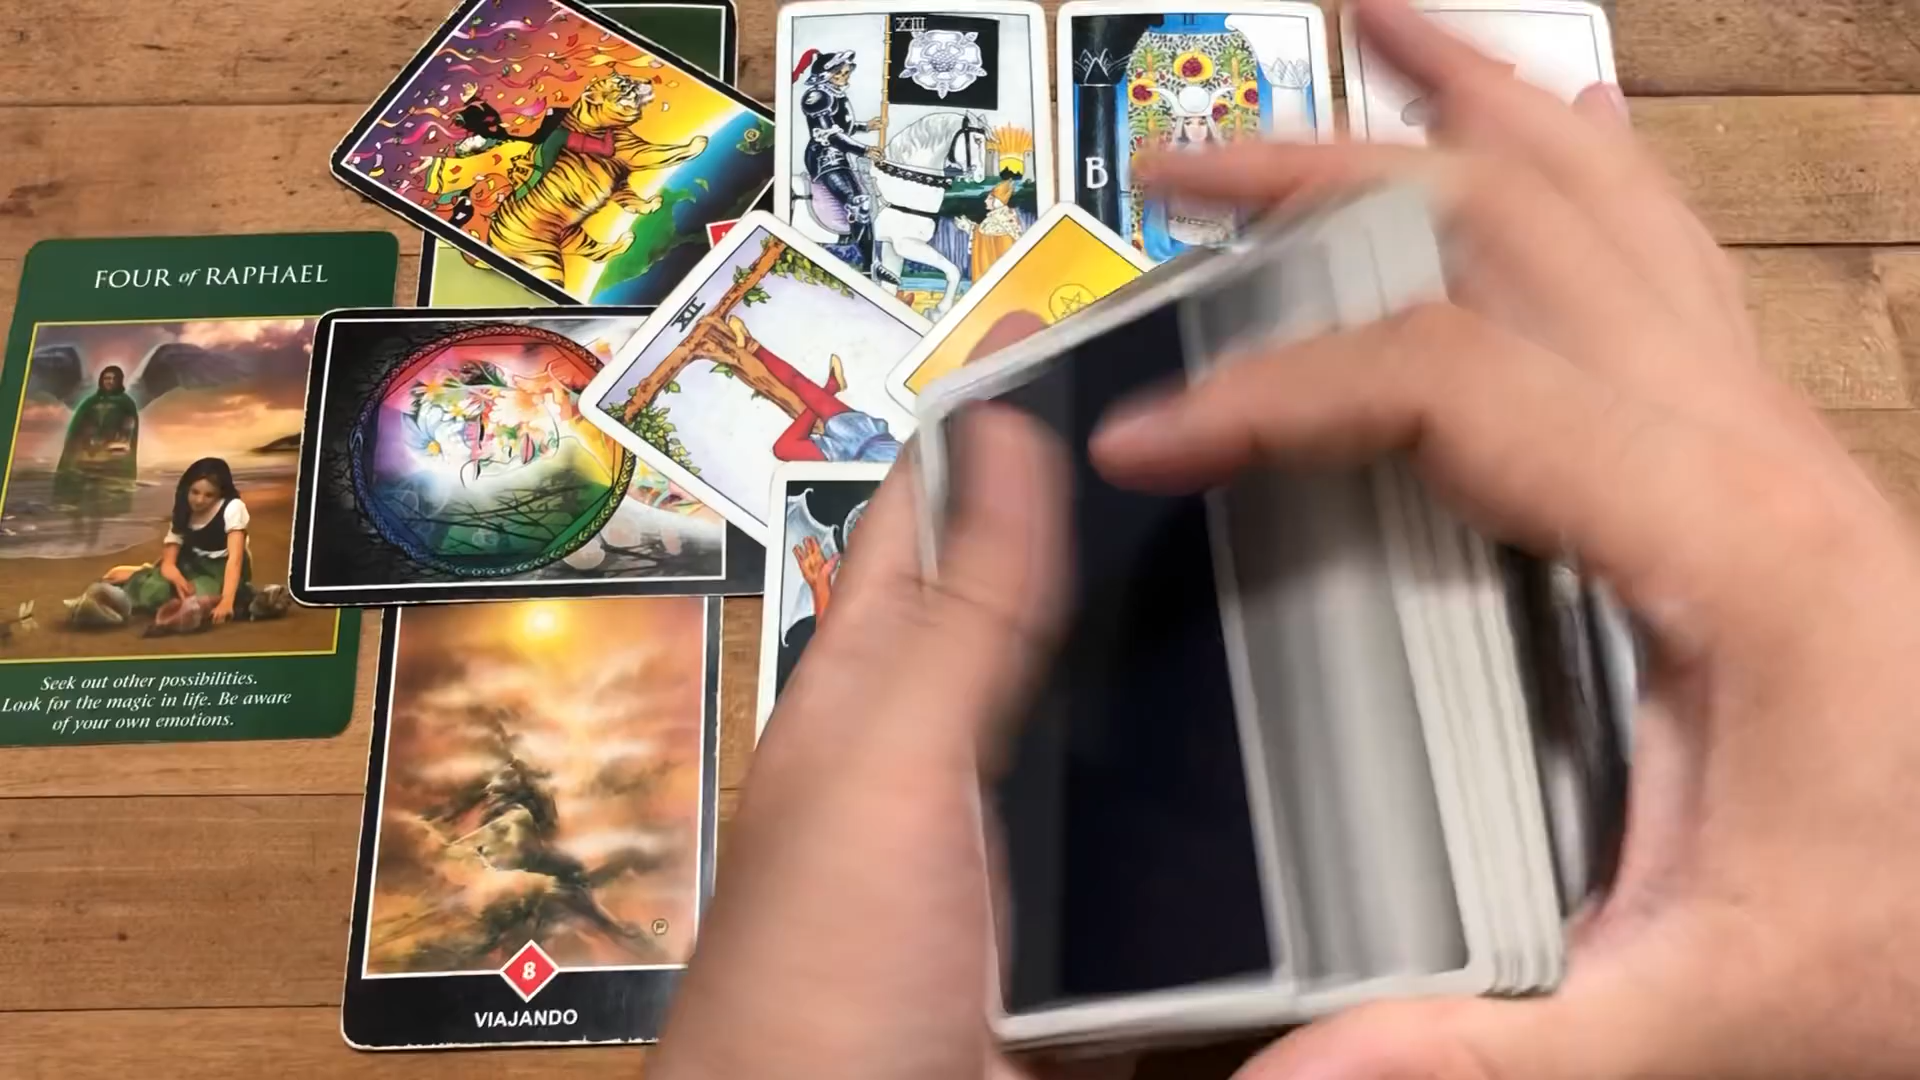 XIII
II
B
FOUR of RAPHAEL
XII
Seek out other possibilities.
Look for the magic in life. Be aware
of your own emotions.
8
VIAJANDO